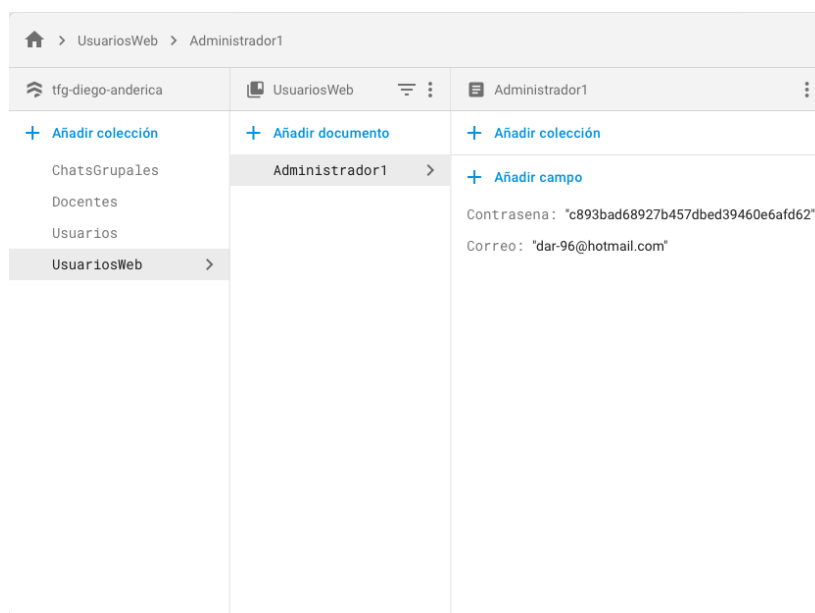 UsuariosWeb > Administrador1
tfg-diego-anderica
Añadir colección
ChatsGrupales
Docentes
Usuarios
UsuariosWeb
UsuariosWeb
Añadir documento
Administrador1
Administrador1
Añadir colección
Añadir campo
Contrasena: "c893bad68927b457dbed39460e6afd62"
Correo: "dar-96@hotmail.com"